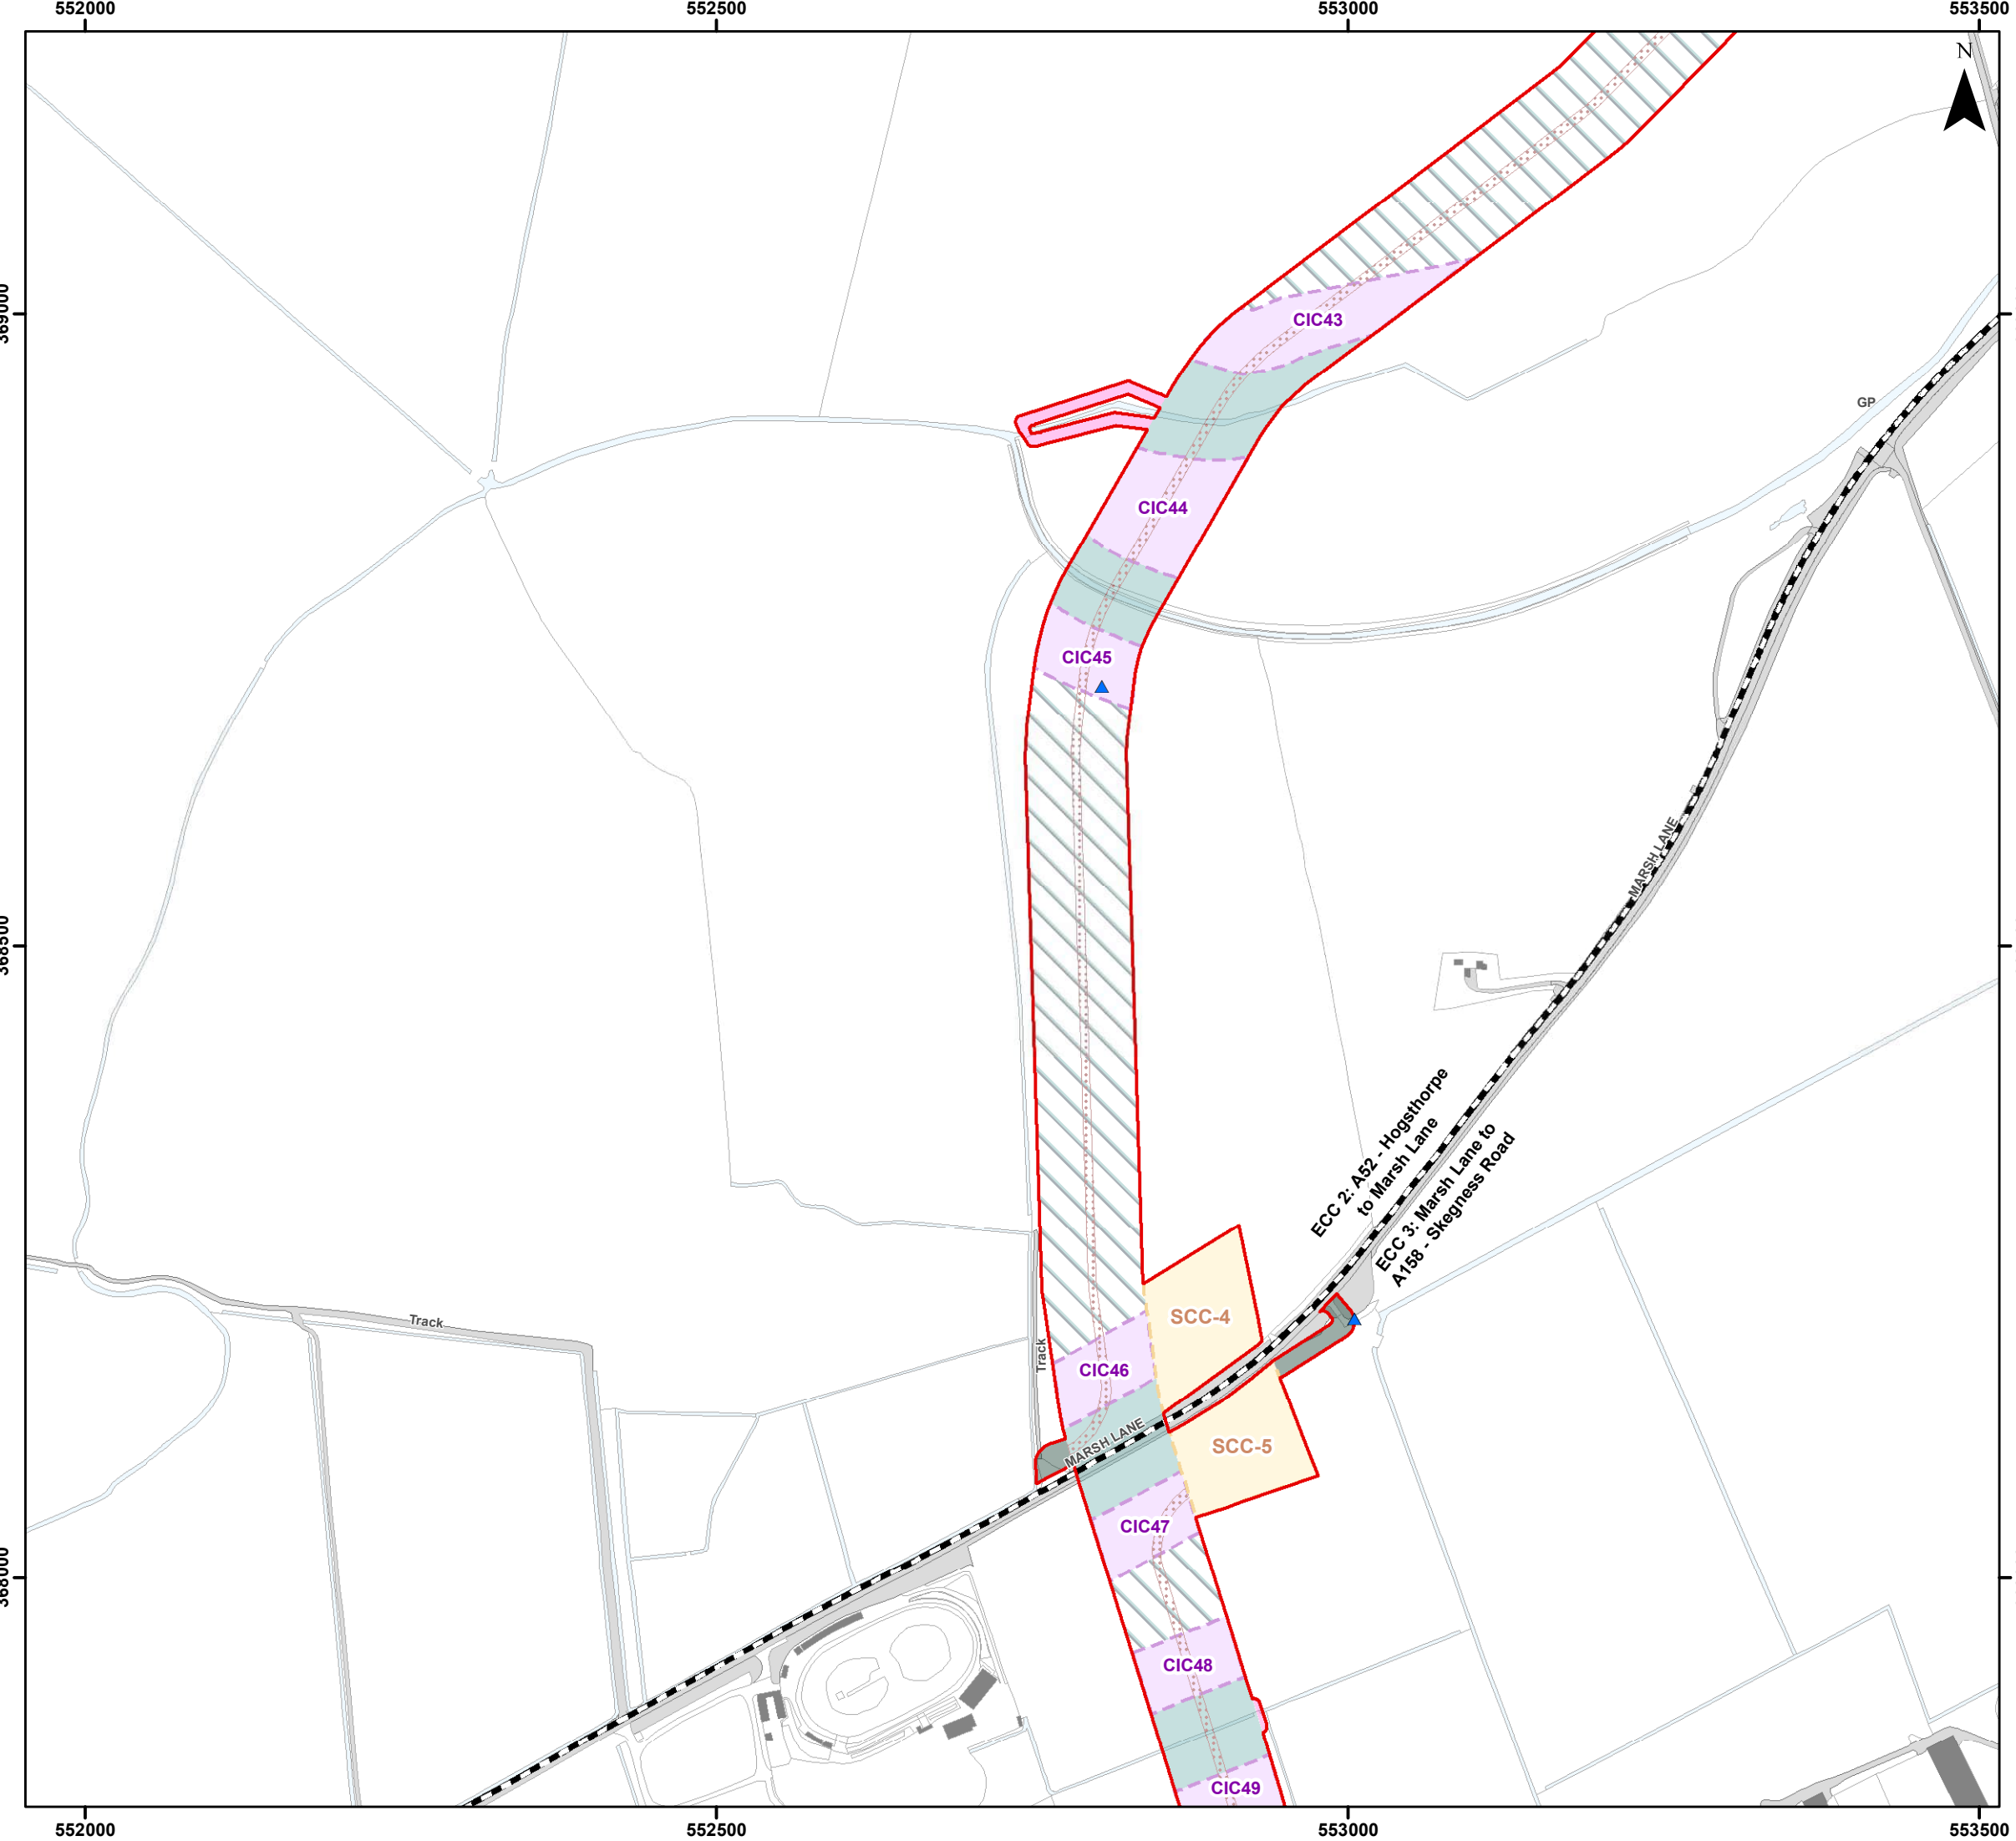 552000 552500 553000 553500
N
369000
CIC43
GP
CIC44
CIC45
MARSH LANE
368500
ECC 2: A52 - Hogsthorpe
to Marsh Lane
ECC 3: Marsh Lane to
A158 - Skegness Road
Track
SCC-4
Track
CIC46
MARSH LANE
SCC-5
CIC47
368000
CIC48
CIC49
552000 552500 553000 553500